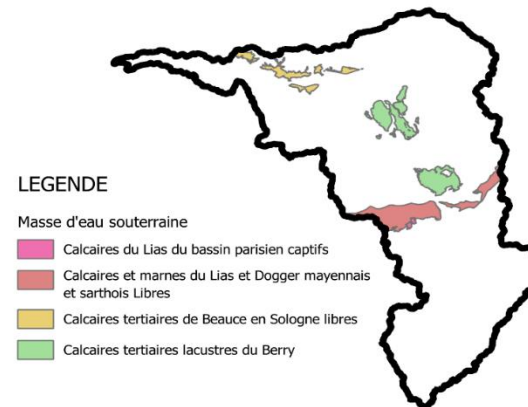 LEGENDE
Masse d'eau souterraine
Calcaires du Lias du bassin parisien captifs
Calcaires et marnes du Lias et Dogger mayennais
et sarthois Libres
Calcaires tertiaires de Beauce en Sologne libres
Calcaires tertiaires lacustres du Berry